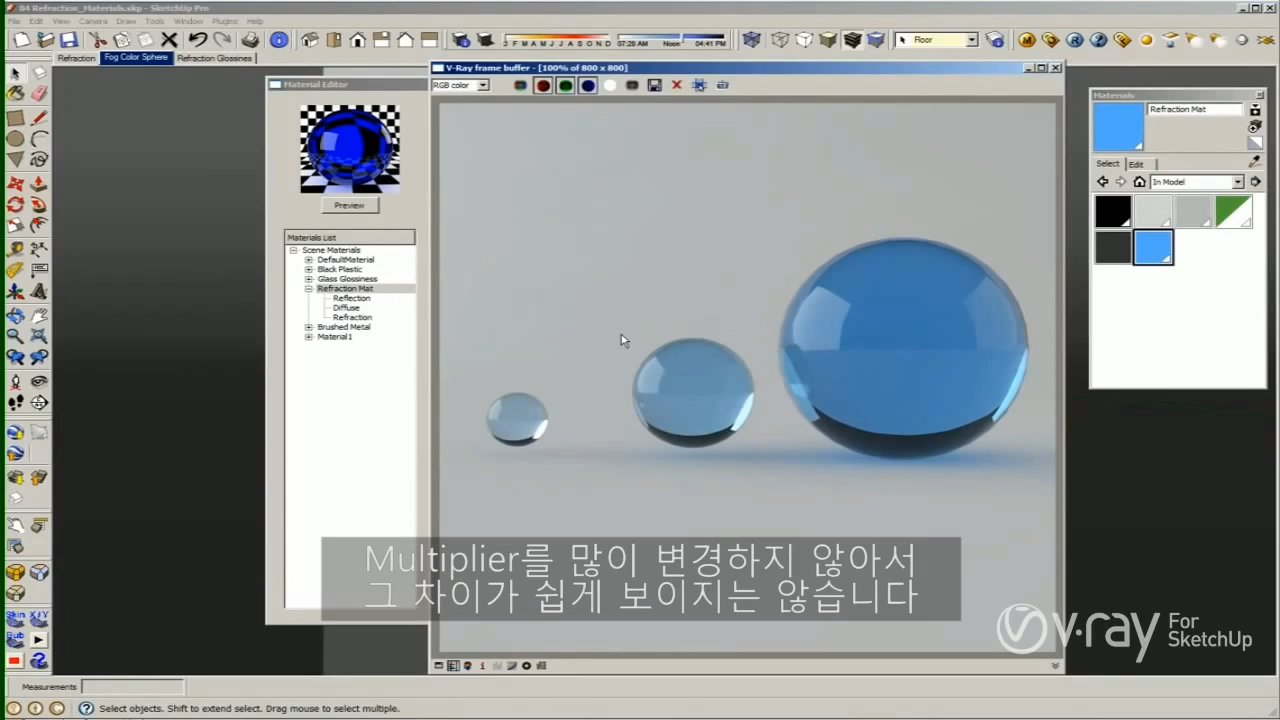 04 Refraction_Materials.skp - SketchUp Pro
File Edit View Camera Draw Tools Window Plugins Help
J F M A M J J A S O N D 07:28 AM Noon 04:41 PM
Floor
Refraction Fog Color Sphere Refraction Glossines
Material Editor
V-Ray frame buffer - [100% of 800 x 800]
RGB color
Preview
Materials List
Scene Materials
DefaultMaterial
Black Plastic
Glass Glossiness
Refraction Mat
Reflection
Diffuse
Refraction
Brushed Metal
Material1
Materials
Refraction Mat
Select Edit
In Model
Multiplier를 많이 변경하지 않아서
그 차이가 쉽게 보이지는 않습니다
v·ray For SketchUp
Skin X/Y
Bub
Measurements
Select objects. Shift to extend select. Drag mouse to select multiple.